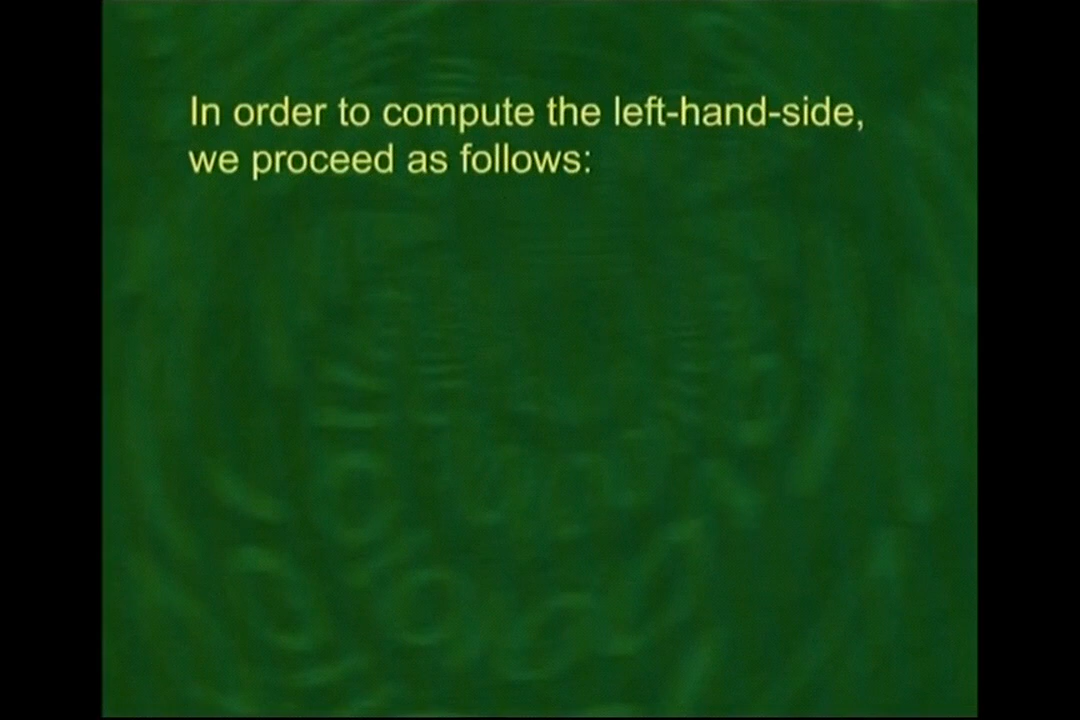 In order to compute the left-hand-side,
we proceed as follows: